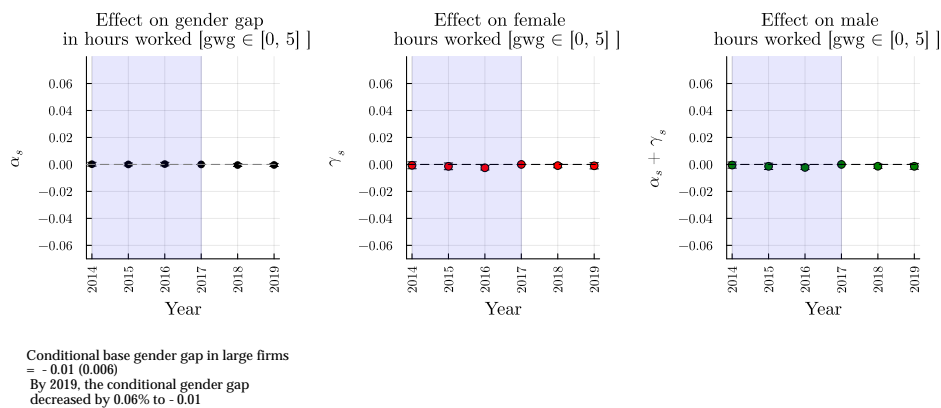 Effect on gender gap
in hours worked [gwg ∈ [0, 5] ]
0.06
0.04
0.02
0.00
−0.02
−0.04
−0.06
α_s
2014
2015
2016
2017
2018
2019
Year
Effect on female
hours worked [gwg ∈ [0, 5] ]
0.06
0.04
0.02
0.00
−0.02
−0.04
−0.06
γ_s
2014
2015
2016
2017
2018
2019
Year
Effect on male
hours worked [gwg ∈ [0, 5] ]
0.06
0.04
0.02
0.00
−0.02
−0.04
−0.06
α_s + γ_s
2014
2015
2016
2017
2018
2019
Year
Conditional base gender gap in large firms
= - 0.01 (0.006)
By 2019, the conditional gender gap
decreased by 0.06% to - 0.01